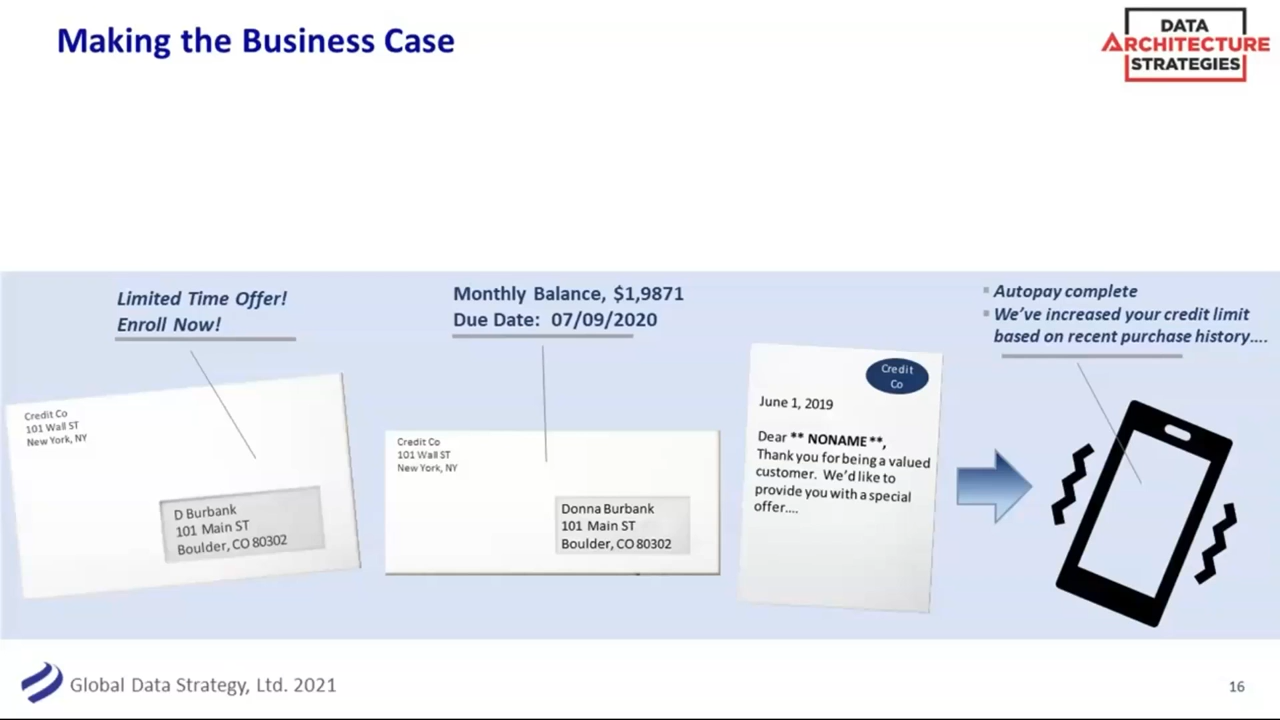 Making the Business Case
DATA
ARCHITECTURE
STRATEGIES
Limited Time Offer!
Enroll Now!
Monthly Balance, $1,9871
Due Date: 07/09/2020
Autopay complete
We've increased your credit limit
based on recent purchase history....
Credit Co
101 Wall ST
New York, NY
D Burbank
101 Main ST
Boulder, CO 80302
Credit Co
101 Wall ST
New York, NY
Donna Burbank
101 Main ST
Boulder, CO 80302
Credit
Co
June 1, 2019
Dear ** NONAME **,
Thank you for being a valued
customer. We'd like to
provide you with a special
offer....
Global Data Strategy, Ltd. 2021
16